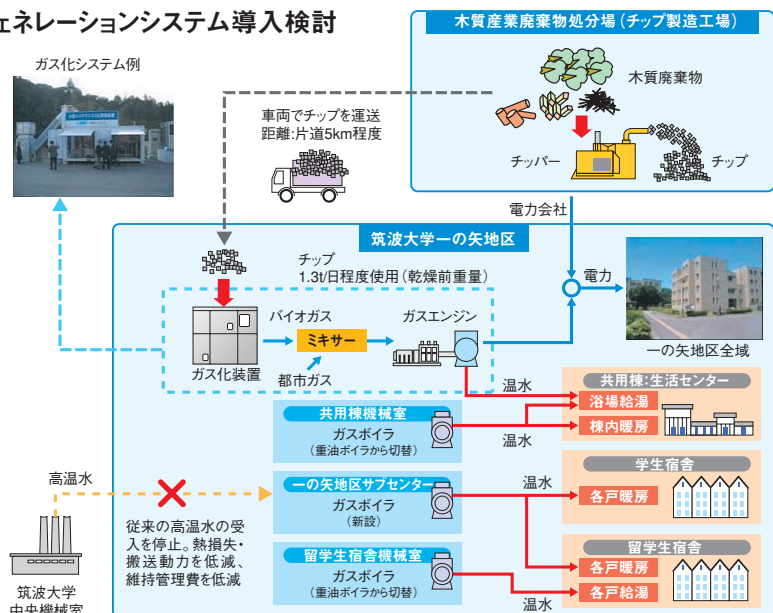 ェネレーションシステム導入検討
ガス化システム例
車両でチップを運送
距離:片道5km程度
木質産業廃棄物処分場(チップ製造工場)
木質廃棄物
チッパー
チップ
電力会社
筑波大学一の矢地区
チップ
1.3t/日程度使用(乾燥前重量)
電力
一の矢地区全域
バイオガス
ミキサー
ガスエンジン
ガス化装置
都市ガス
温水
共用棟:生活センター
浴場給湯
棟内暖房
共用棟機械室
ガスボイラ
(重油ボイラから切替)
温水
高温水
一の矢地区サブセンター
ガスボイラ
(新設)
温水
学生宿舎
各戸暖房
従来の高温水の受
入を停止。熱損失・
搬送動力を低減、
維持管理費を低減
筑波大学
中央機械室
留学生宿舎機械室
ガスボイラ
(重油ボイラから切替)
温水
留学生宿舎
各戸暖房
各戸給湯